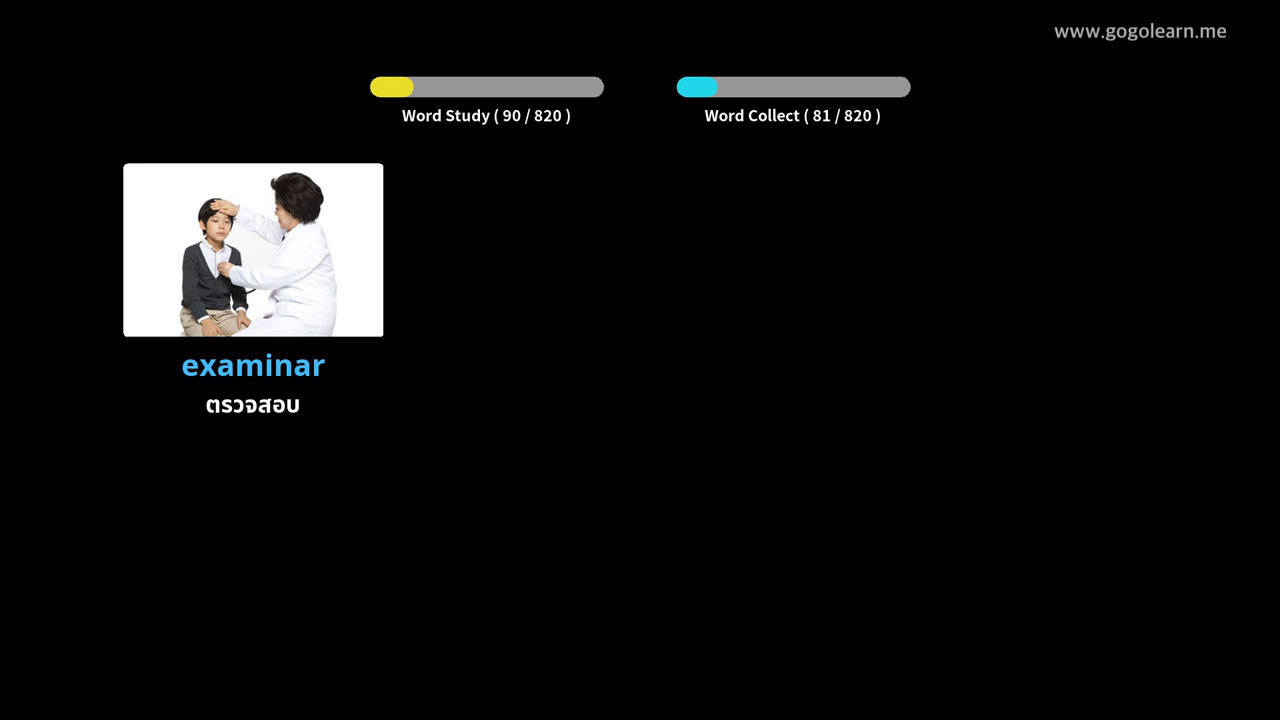 www.gogolearn.me
Word Study ( 90 / 820 )
Word Collect ( 81 / 820 )
examinar
ตรวจสอบ